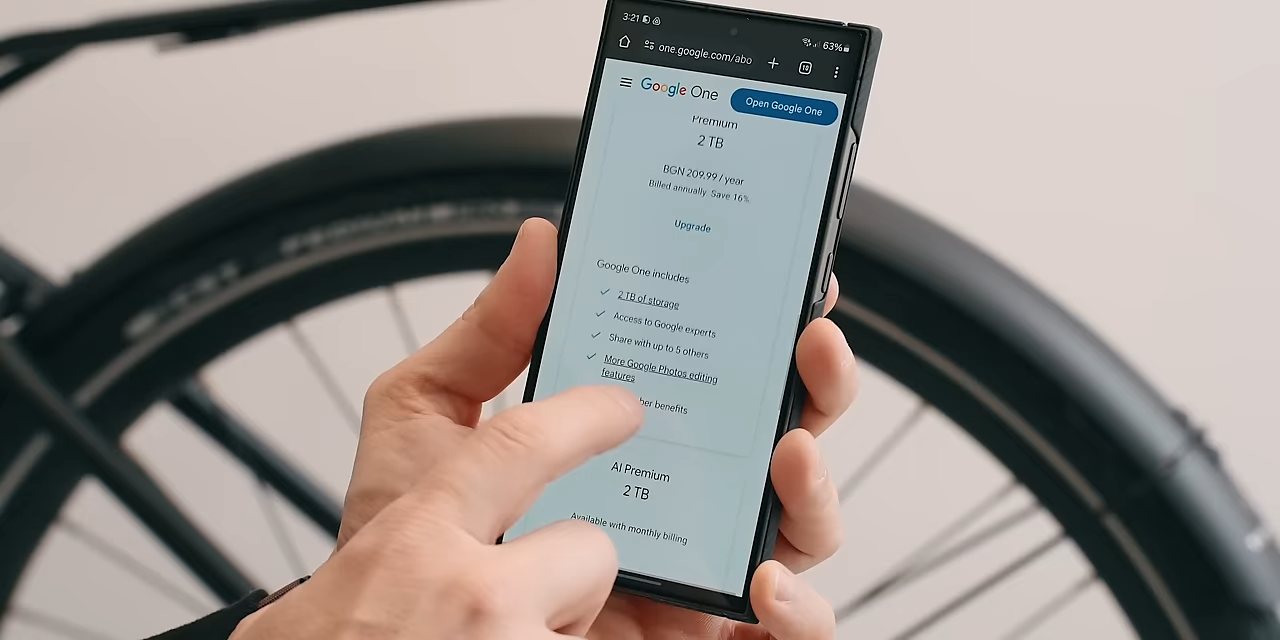 3:21
63%
one.google.com/abo
10
Google One
Open Google One
Premium
2 TB
BGN 209.99 / year
Billed annually. Save 16%
Upgrade
Google One includes
2 TB of storage
Access to Google experts
Share with up to 5 others
More Google Photos editing
features
ber benefits
AI Premium
2 TB
Available with monthly billing